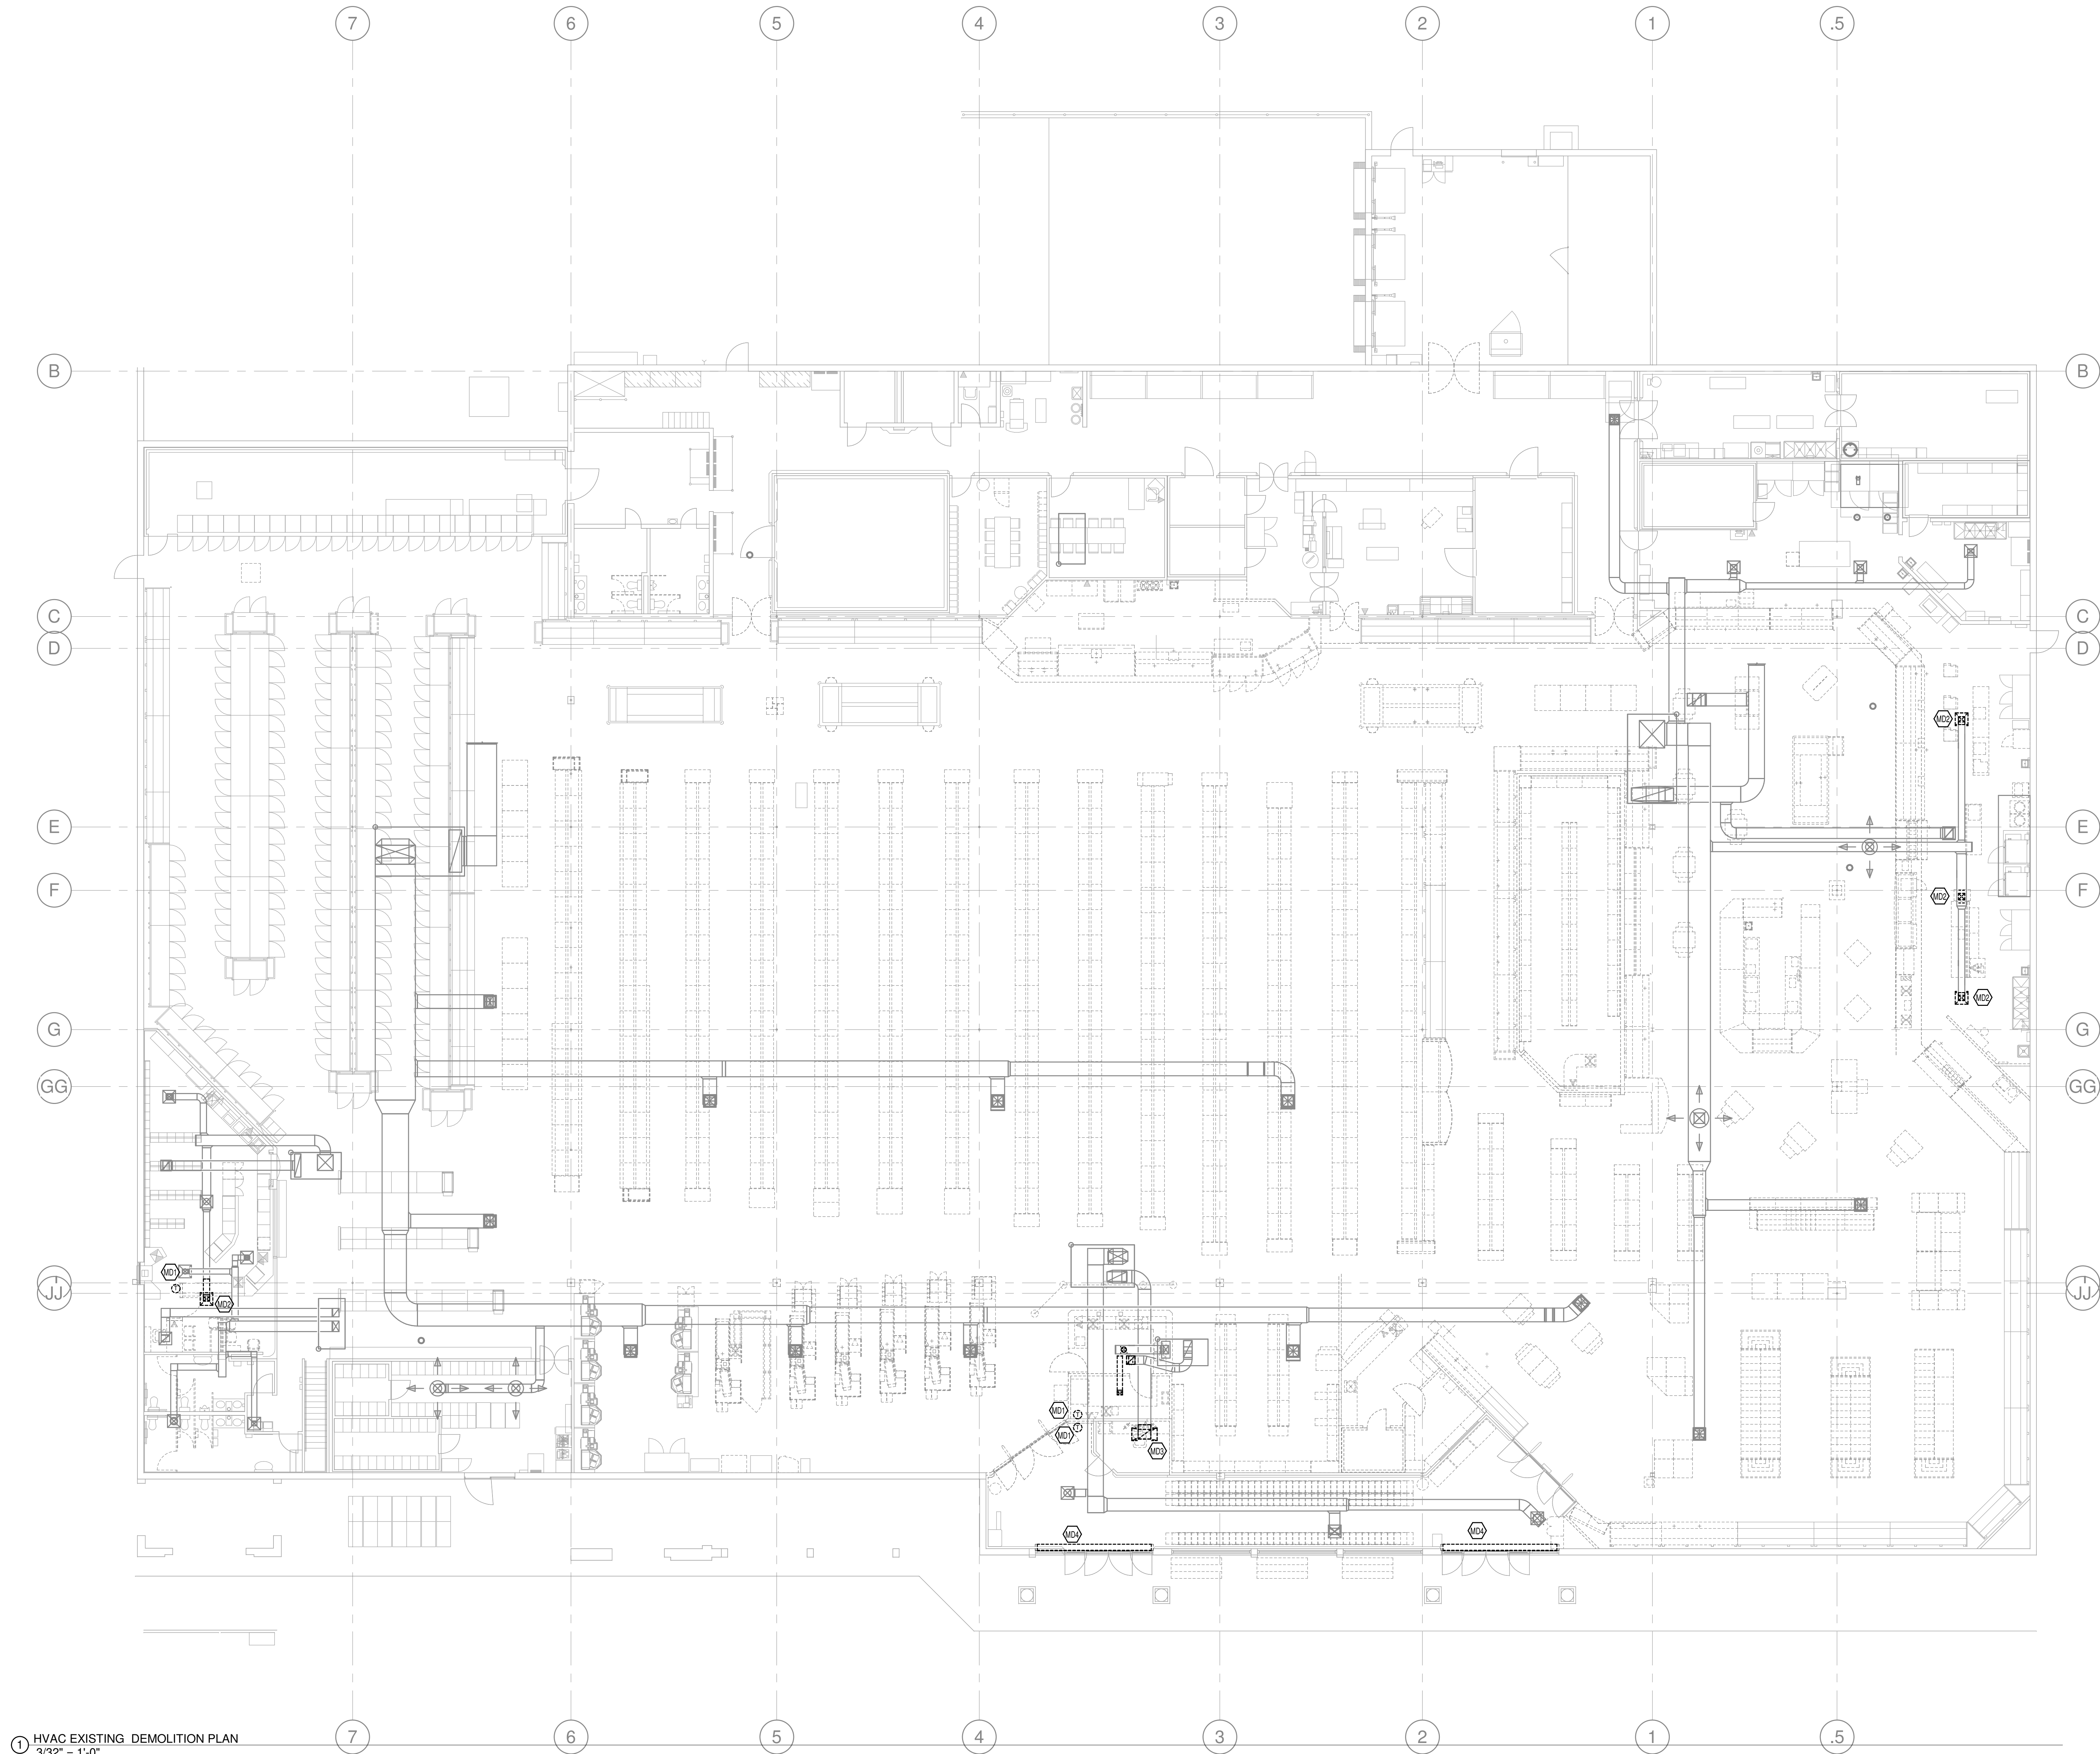 7 6 5 4 3 2 1 .5
B B
C C
D D
MD2
E E
F F
MD2
MD2
G G
GG GG
MD1
JJ JJ
MD2
MD1
MD1
MD3
MD4 MD4
7 6 5 4 3 2 1 .5
1 HVAC EXISTING DEMOLITION PLAN
3/32" = 1'-0"